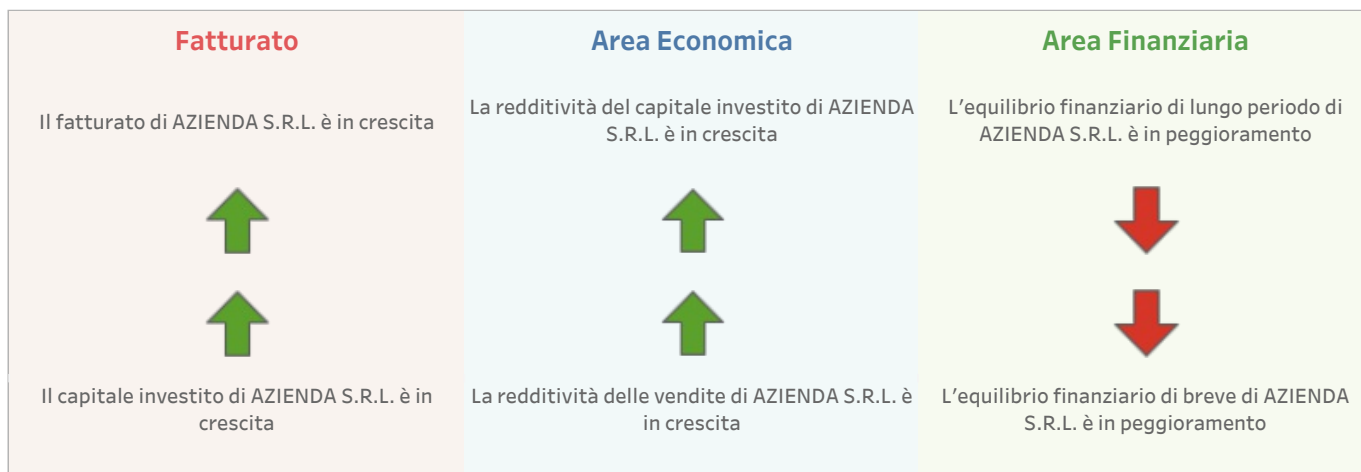 Fatturato
Il fatturato di AZIENDA S.R.L. è in crescita
Il capitale investito di AZIENDA S.R.L. è in
crescita
Area Economica
La redditività del capitale investito di AZIENDA
S.R.L. è in crescita
La redditività delle vendite di AZIENDA S.R.L. è
in crescita
Area Finanziaria
L'equilibrio finanziario di lungo periodo di
AZIENDA S.R.L. è in peggioramento
L'equilibrio finanziario di breve di AZIENDA
S.R.L. è in peggioramento